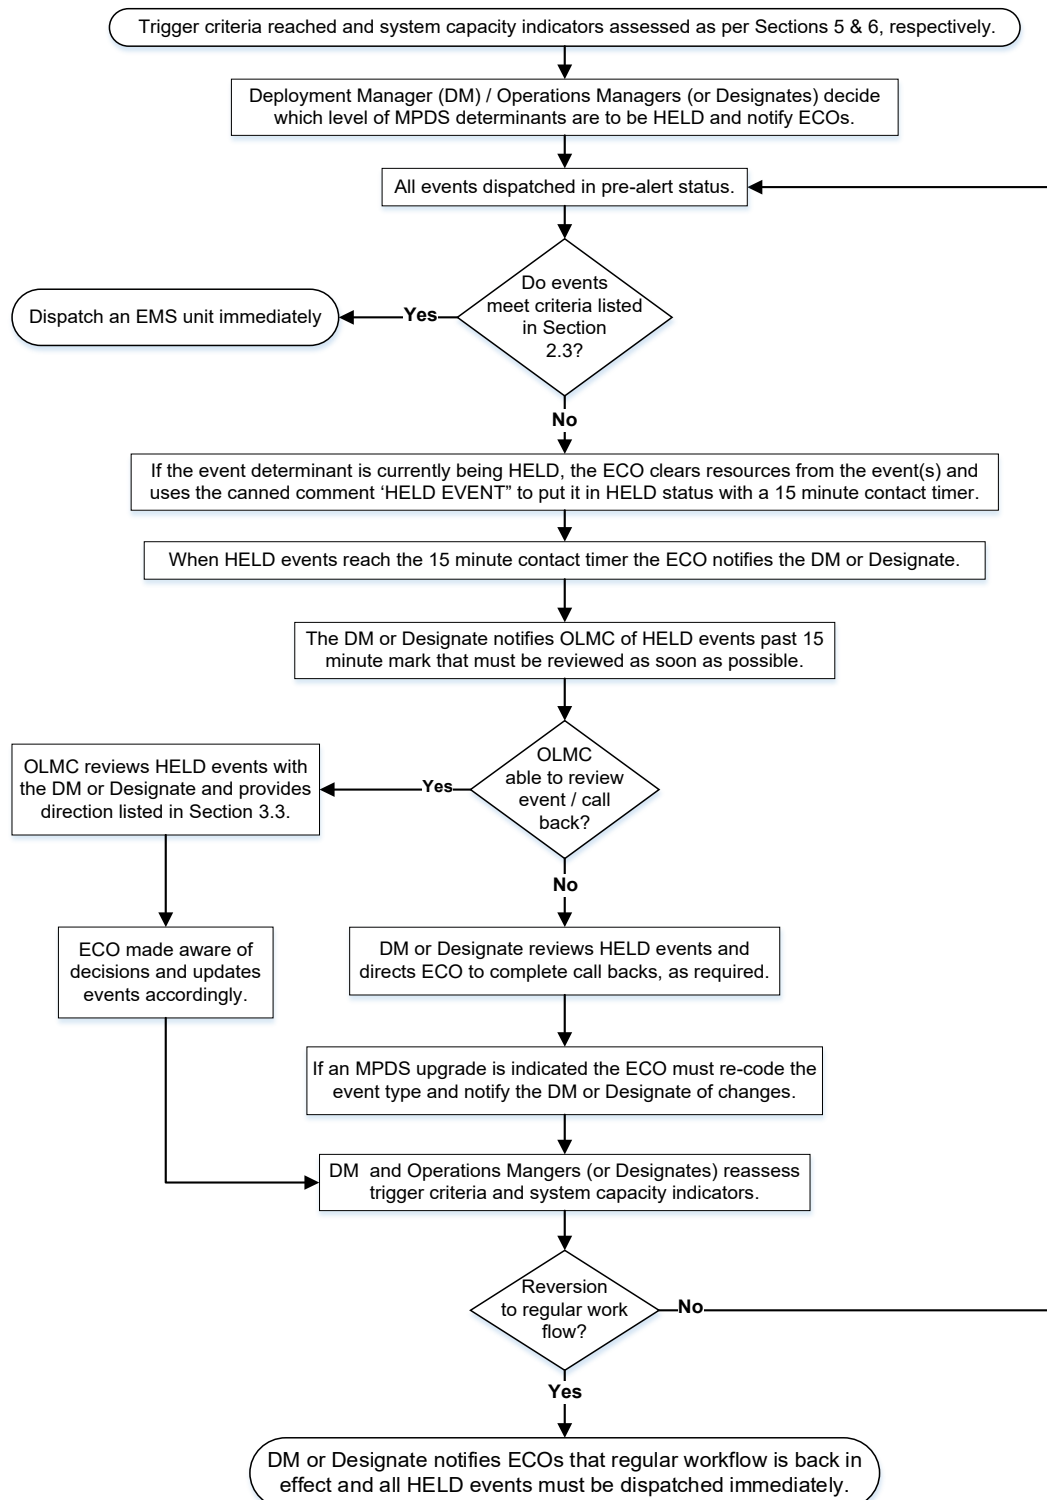 Trigger criteria reached and system capacity indicators assessed as per Sections 5 & 6, respectively.
Deployment Manager (DM) / Operations Managers (or Designates) decide
which level of MPDS determinants are to be HELD and notify ECOs.
All events dispatched in pre-alert status.
Do events
meet criteria listed
in Section
2.3?
Yes
Dispatch an EMS unit immediately
No
If the event determinant is currently being HELD, the ECO clears resources from the event(s) and
uses the canned comment ‘HELD EVENT” to put it in HELD status with a 15 minute contact timer.
When HELD events reach the 15 minute contact timer the ECO notifies the DM or Designate.
The DM or Designate notifies OLMC of HELD events past 15
minute mark that must be reviewed as soon as possible.
OLMC
able to review
event / call
back?
Yes
OLMC reviews HELD events with
the DM or Designate and provides
direction listed in Section 3.3.
ECO made aware of
decisions and updates
events accordingly.
No
DM or Designate reviews HELD events and
directs ECO to complete call backs, as required.
If an MPDS upgrade is indicated the ECO must re-code the
event type and notify the DM or Designate of changes.
DM  and Operations Mangers (or Designates) reassess
trigger criteria and system capacity indicators.
Reversion
to regular work
flow?
No
Yes
DM or Designate notifies ECOs that regular workflow is back in
effect and all HELD events must be dispatched immediately.